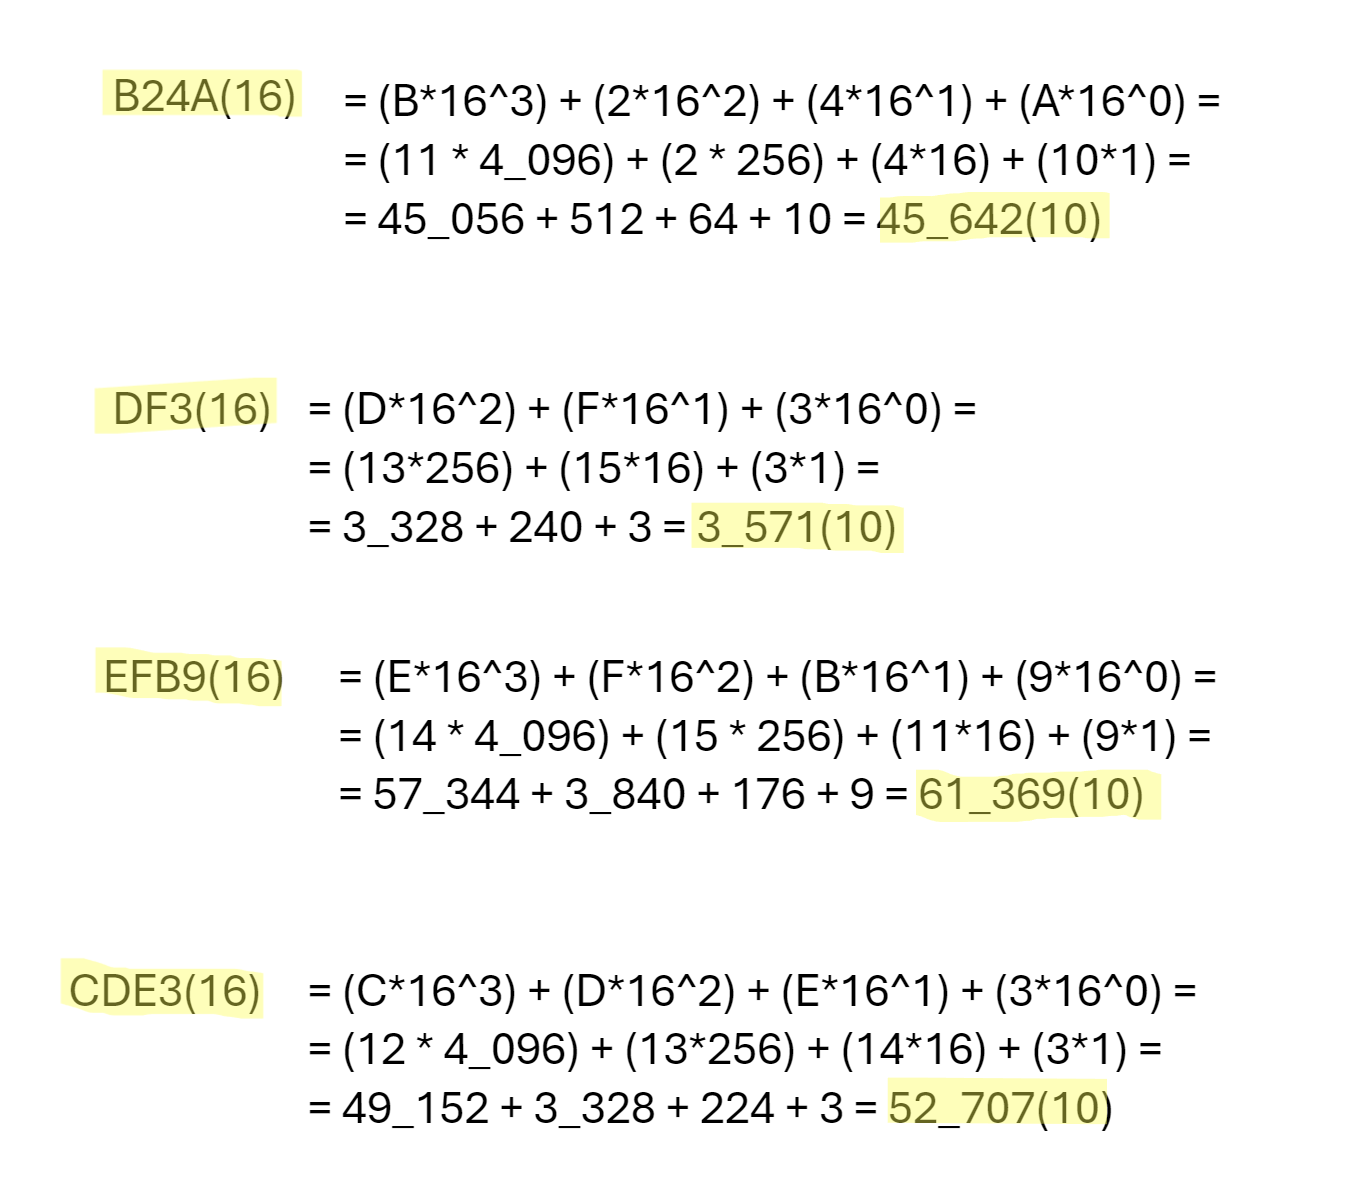 B24A(16) = (B*16^3) + (2*16^2) + (4*16^1) + (A*16^0) =
= (11 * 4_096) + (2 * 256) + (4*16) + (10*1) =
= 45_056 + 512 + 64 + 10 = 45_642(10)
DF3(16) = (D*16^2) + (F*16^1) + (3*16^0) =
= (13*256) + (15*16) + (3*1) =
= 3_328 + 240 + 3 = 3_571(10)
EFB9(16) = (E*16^3) + (F*16^2) + (B*16^1) + (9*16^0) =
= (14 * 4_096) + (15 * 256) + (11*16) + (9*1) =
= 57_344 + 3_840 + 176 + 9 = 61_369(10)
CDE3(16) = (C*16^3) + (D*16^2) + (E*16^1) + (3*16^0) =
= (12 * 4_096) + (13*256) + (14*16) + (3*1) =
= 49_152 + 3_328 + 224 + 3 = 52_707(10)